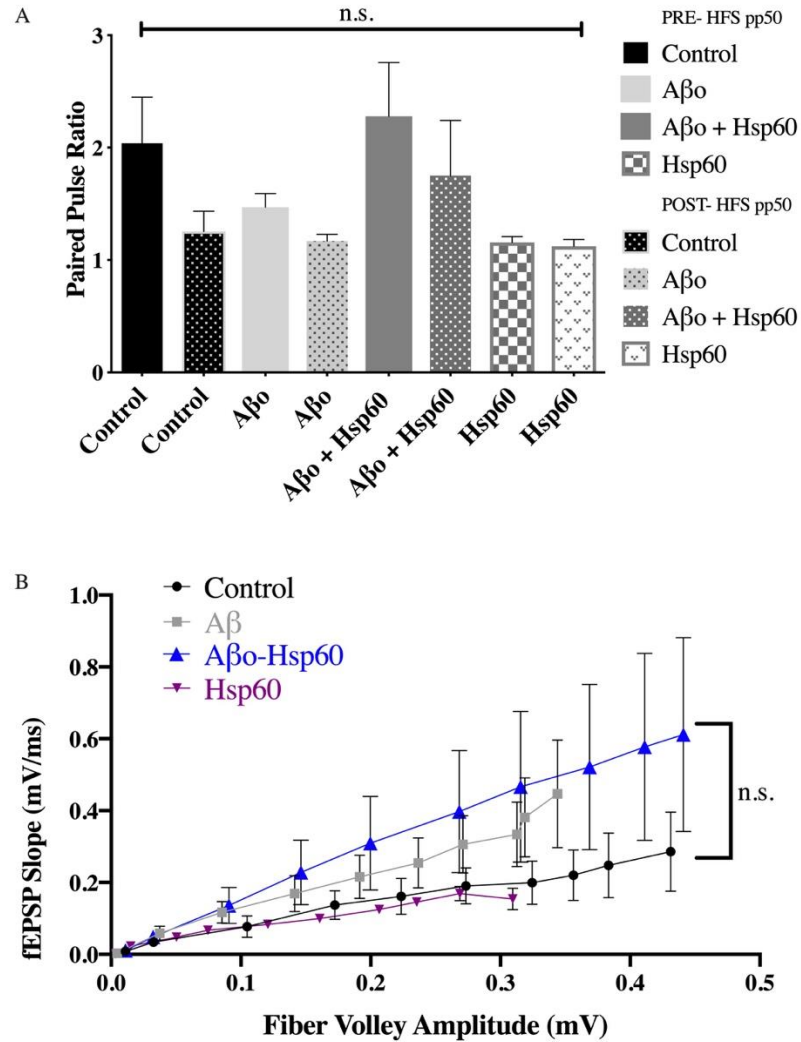 A
n.s.
3
2
1
0
Paired Pulse Ratio
Control
Control
Aβo
Aβo
Aβo + Hsp60
Aβo + Hsp60
Hsp60
Hsp60
PRE- HFS pp50
Control
Aβo
Aβo + Hsp60
Hsp60
POST- HFS pp50
Control
Aβo
Aβo + Hsp60
Hsp60
B
Control
Aβ
Aβo-Hsp60
Hsp60
1.0
0.8
0.6
0.4
0.2
0.0
fEPSP Slope (mV/ms)
n.s.
0.0
0.1
0.2
0.3
0.4
0.5
Fiber Volley Amplitude (mV)